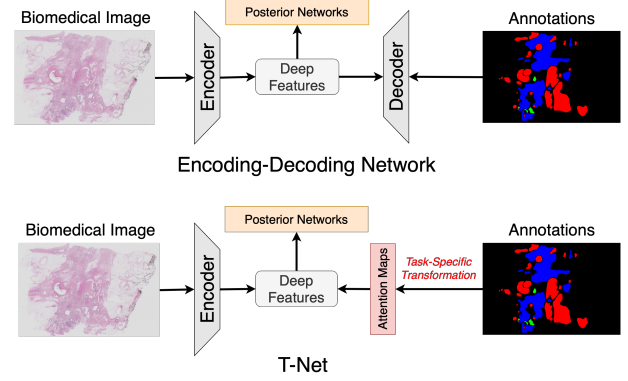 Biomedical Image
Posterior Networks
Annotations
Encoder
Deep
Features
Decoder
Encoding-Decoding Network
Biomedical Image
Posterior Networks
Annotations
Encoder
Deep
Features
Attention Maps
Task-Specific
Transformation
T-Net